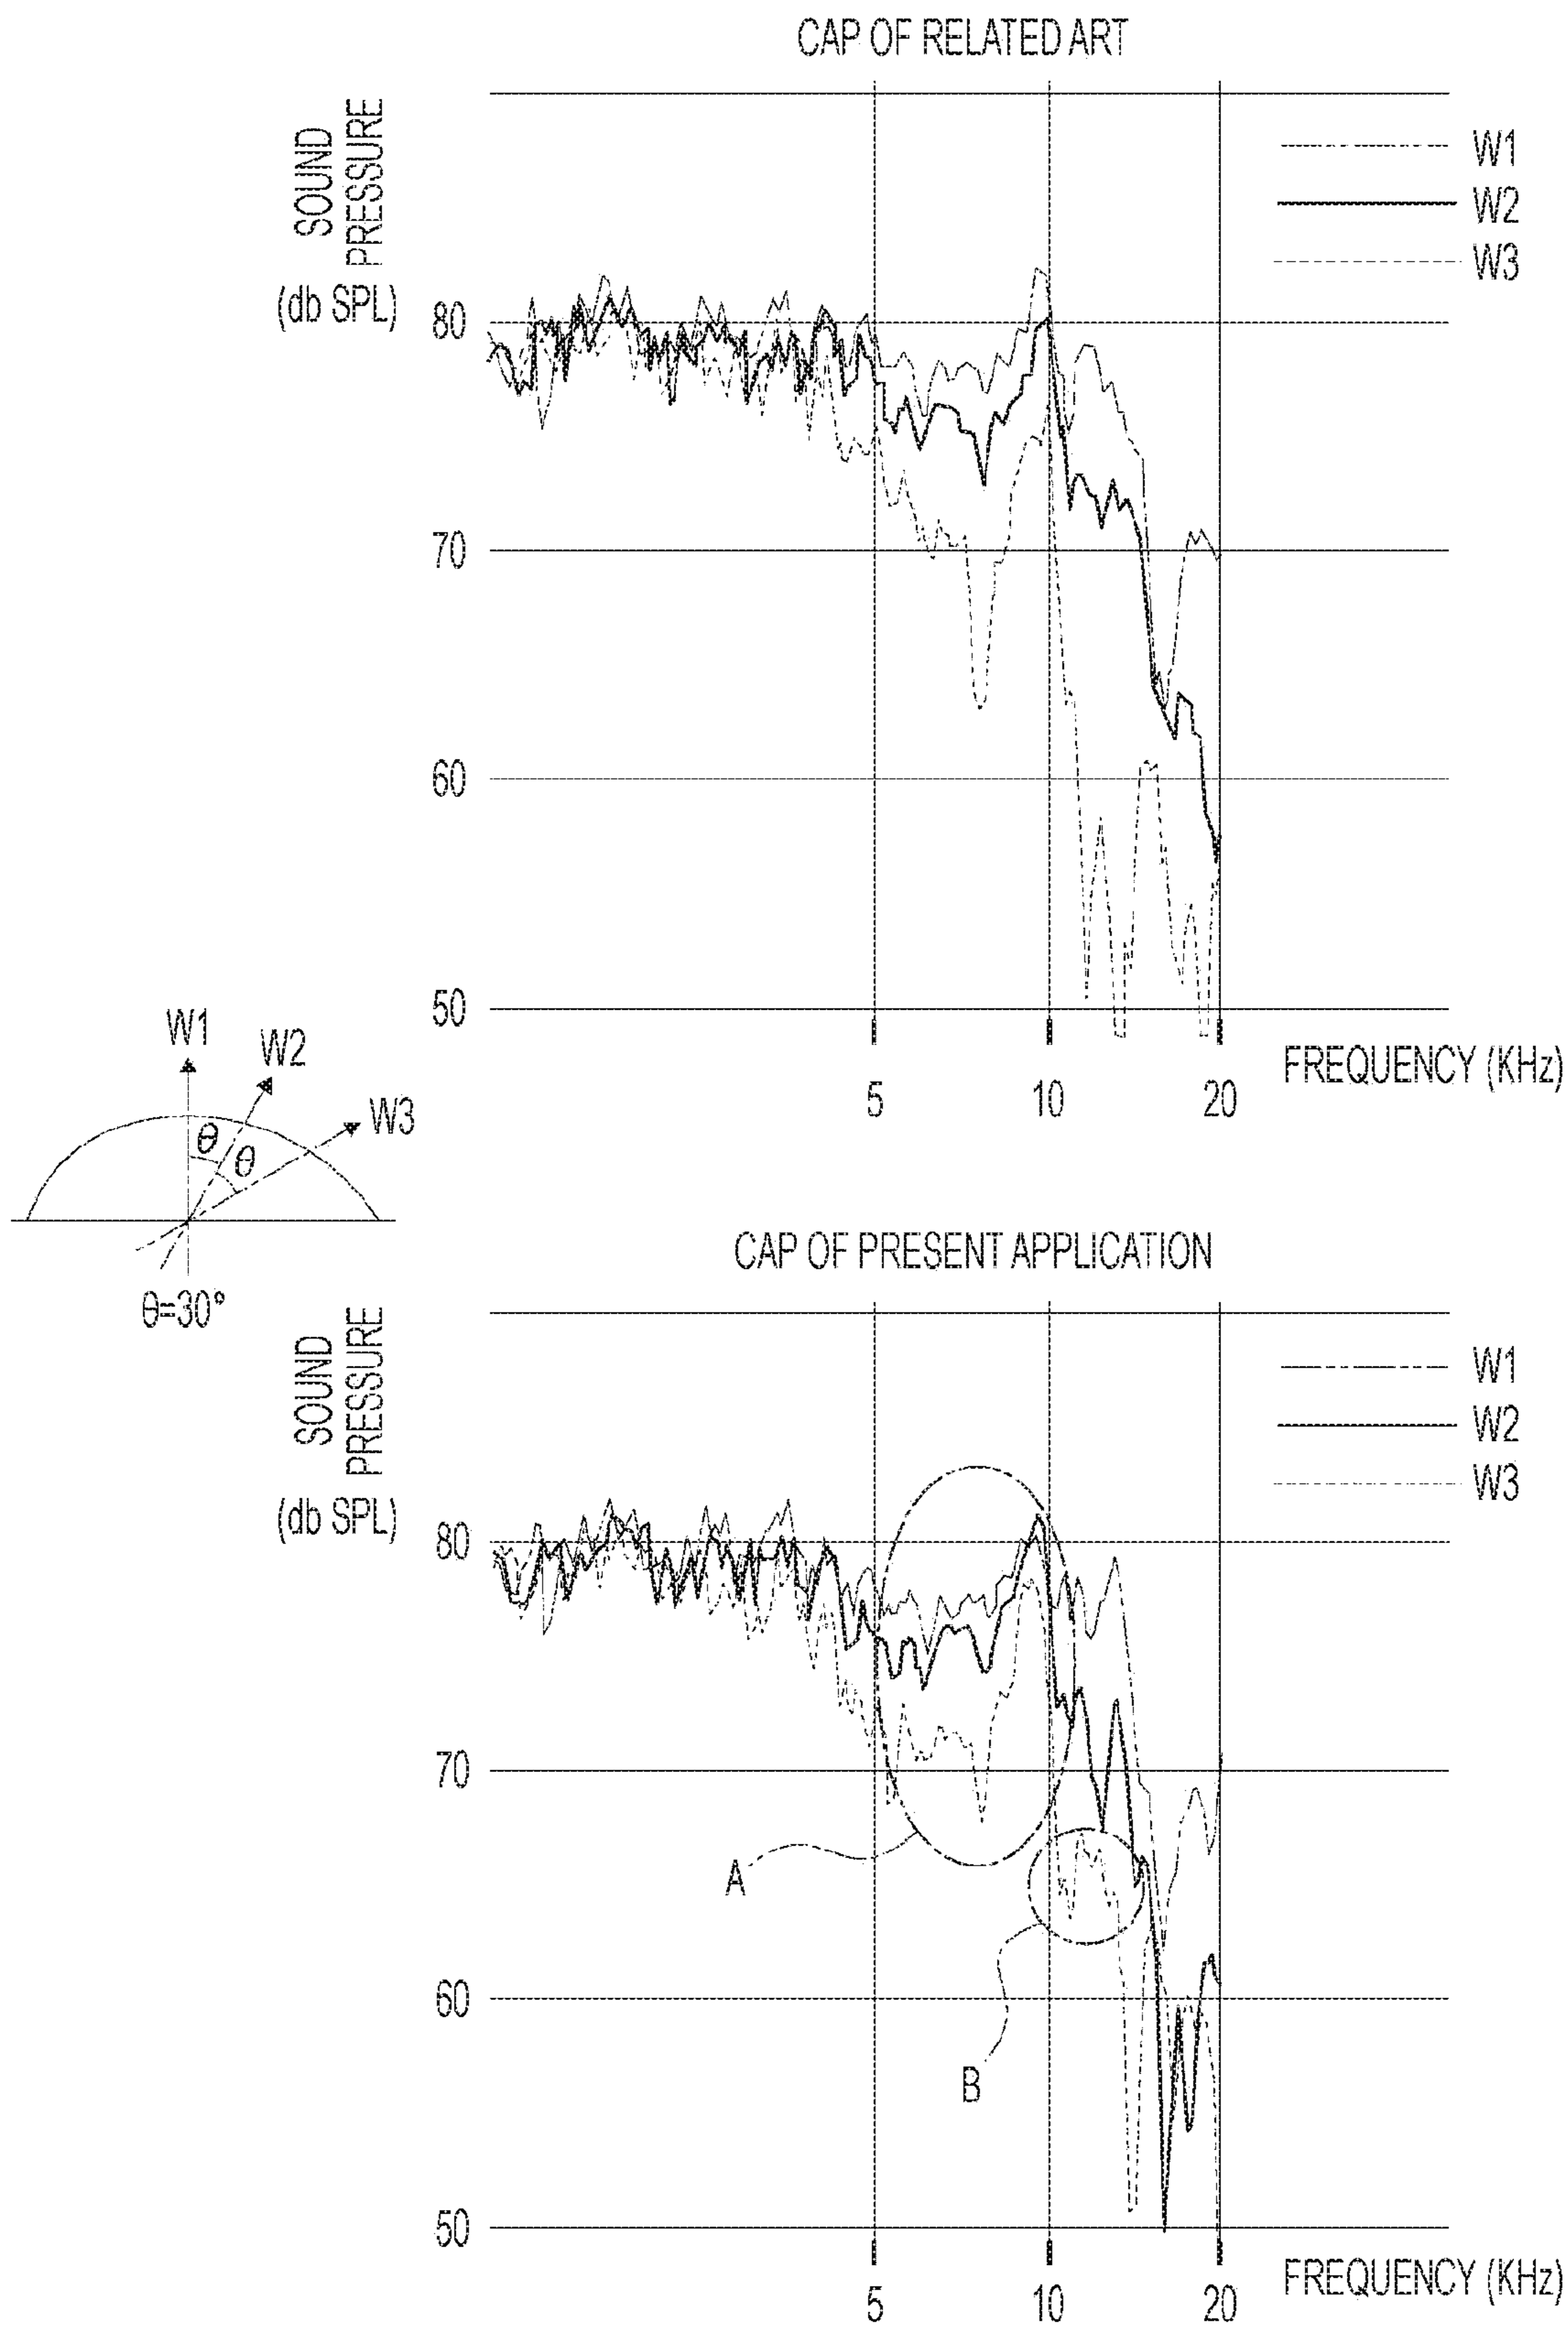 CAP OF RELATED ART
SOUND
PRESSURE
(db SPL)
W1
W2
W3
80
70
60
50
5
10
20
FREQUENCY (KHz)
W1
W2
W3
θ
θ
θ=30°
CAP OF PRESENT APPLICATION
SOUND
PRESSURE
(db SPL)
W1
W2
W3
80
70
60
50
A
B
5
10
20
FREQUENCY (KHz)